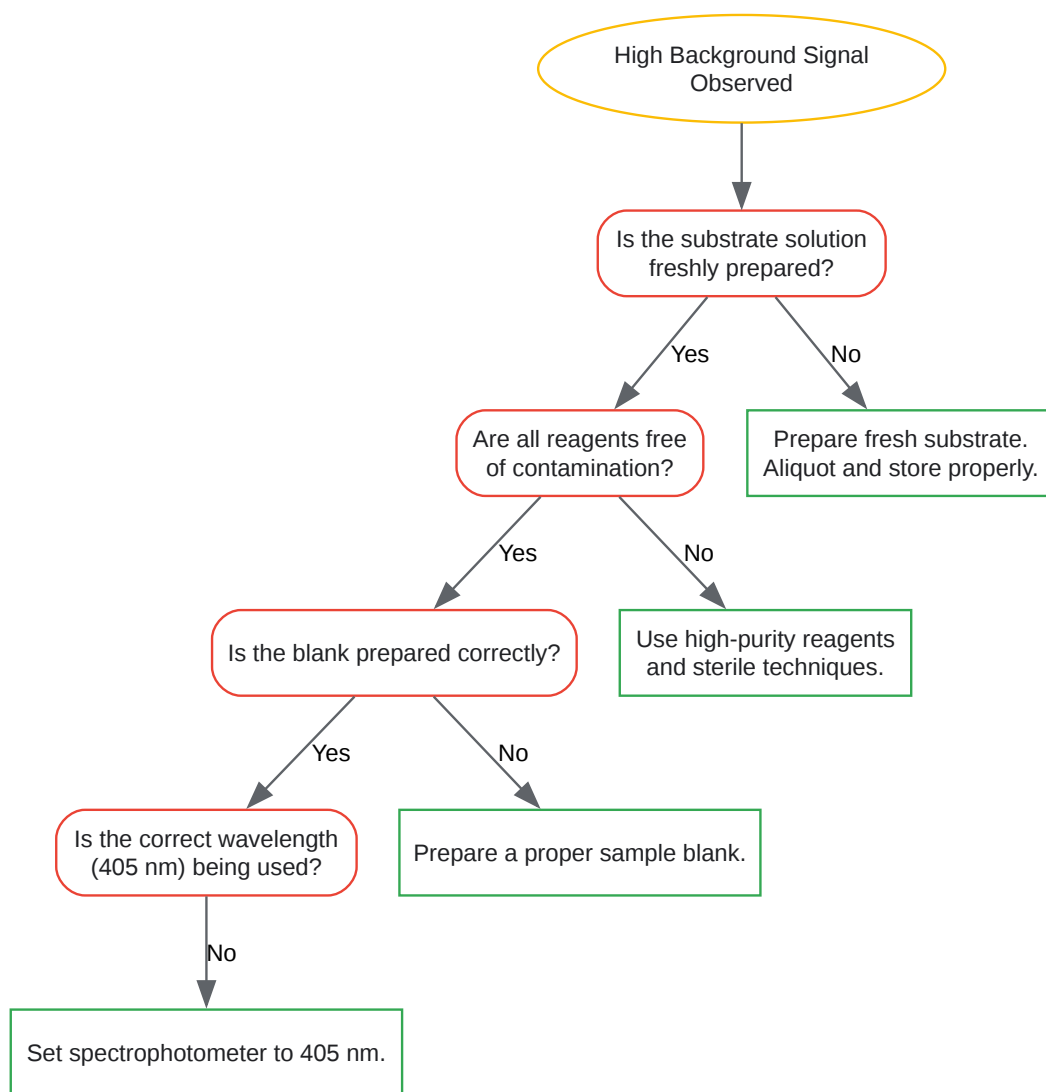 High Background Signal
Observed
Is the substrate solution
freshly prepared?
Yes
No
Are all reagents free
of contamination?
Prepare fresh substrate.
Aliquot and store properly.
Yes
No
Is the blank prepared correctly?
Use high-purity reagents
and sterile techniques.
Yes
No
Is the correct wavelength
(405 nm) being used?
Prepare a proper sample blank.
No
Set spectrophotometer to 405 nm.